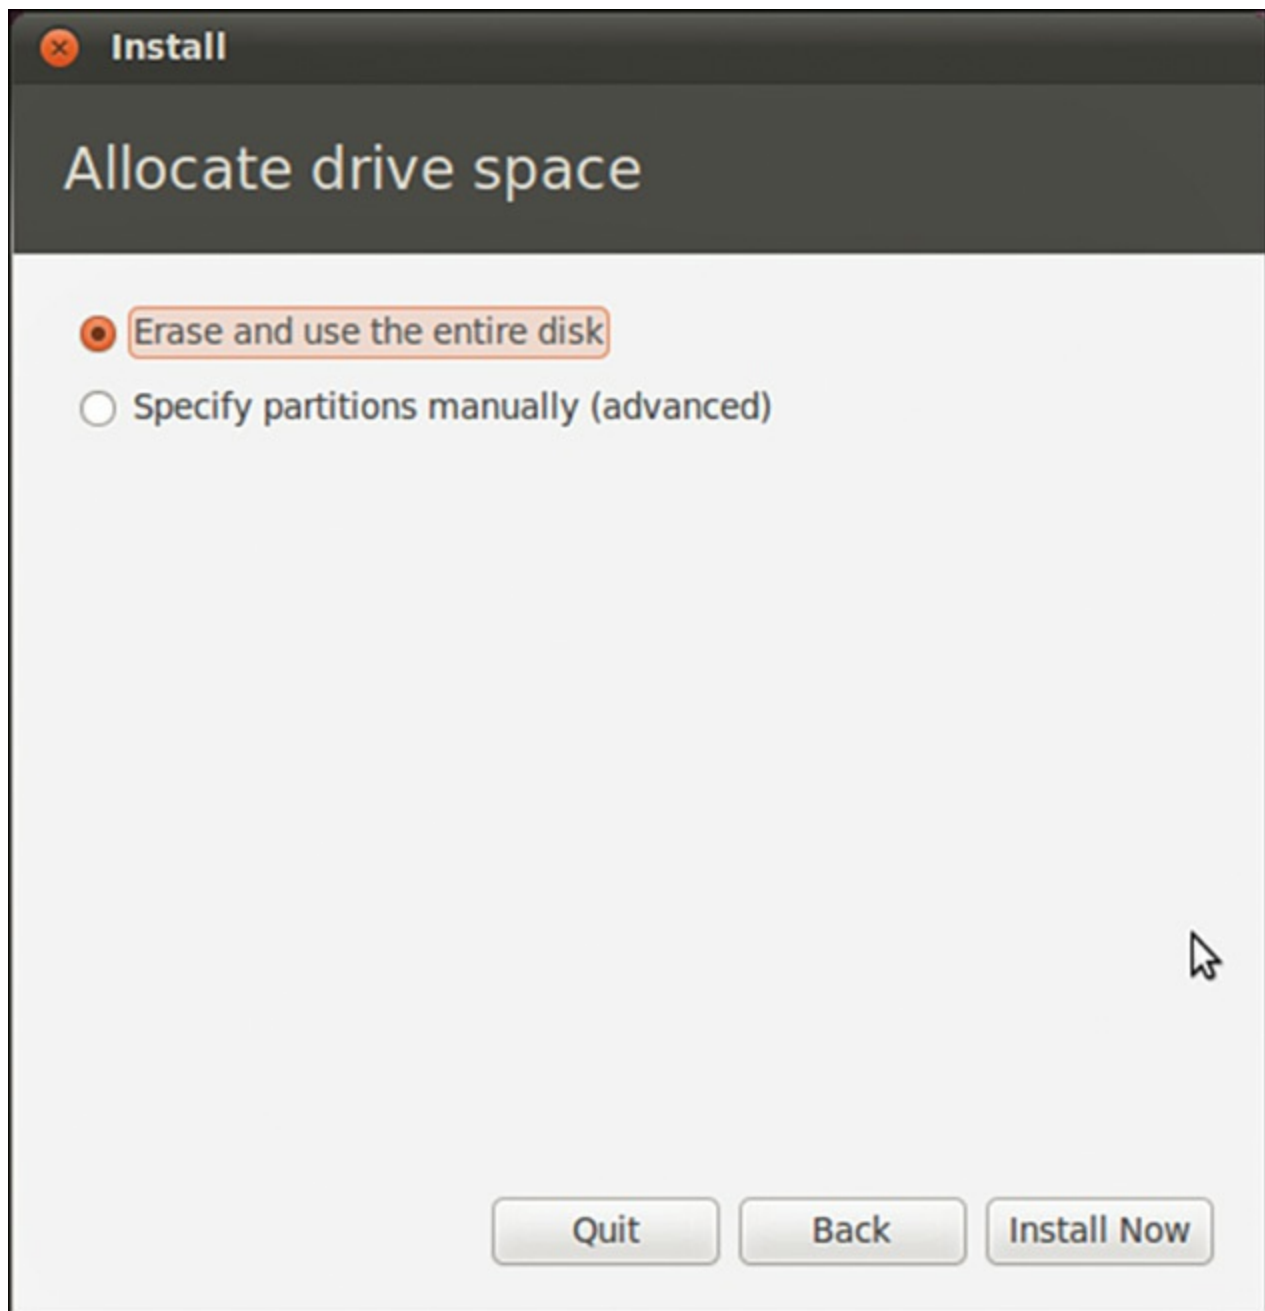 Install
Allocate drive space
Erase and use the entire disk
Specify partitions manually (advanced)
Quit Back Install Now